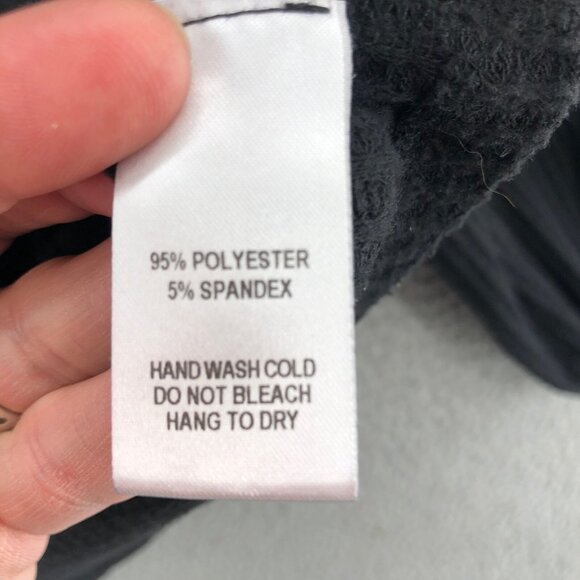 95% POLYESTER
5% SPANDEX
HAND WASH COLD
DO NOT BLEACH
HANG TO DRY